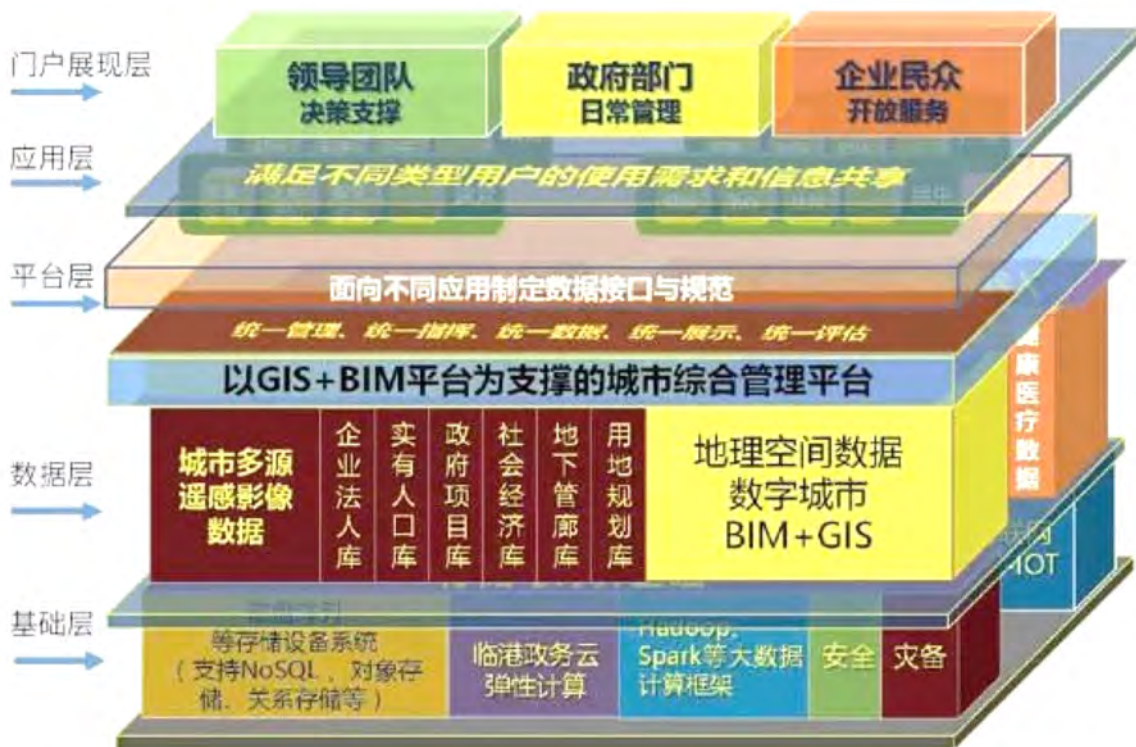 门户展现层
领导团队
决策支撑
政府部门
日常管理
企业民众
开放服务
应用层
满足不同类型用户的使用需求和信息共享
平台层
面向不同应用制定数据接口与规范
统一管理、统一指挥、统一数据、统一展示、统一评估
以GIS+BIM平台为支撑的城市综合管理平台
数据层
城市多源
遥感影像
数据
企业法人库
实有人口库
政府项目库
社会经济库
地下管廊库
用地规划库
地理空间数据
数字城市
BIM+GIS
康医疗数据
基础层
等存储设备系统
(支持NoSQL、对象存
储、关系存储等)
临港政务云
弹性计算
Hadoop、
Spark等大数据
计算框架
安全
灾备